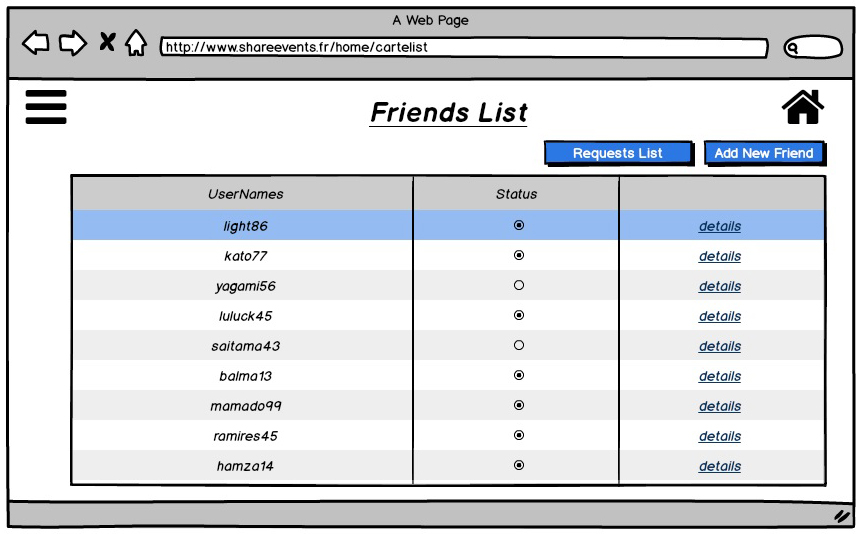 A Web Page
http://www.shareevents.fr/home/cartelist
Friends List
Requests List Add New Friend
UserNames Status
light86 details
kato77 details
yagami56 details
luluck45 details
saitama43 details
balma13 details
mamado99 details
ramires45 details
hamza14 details